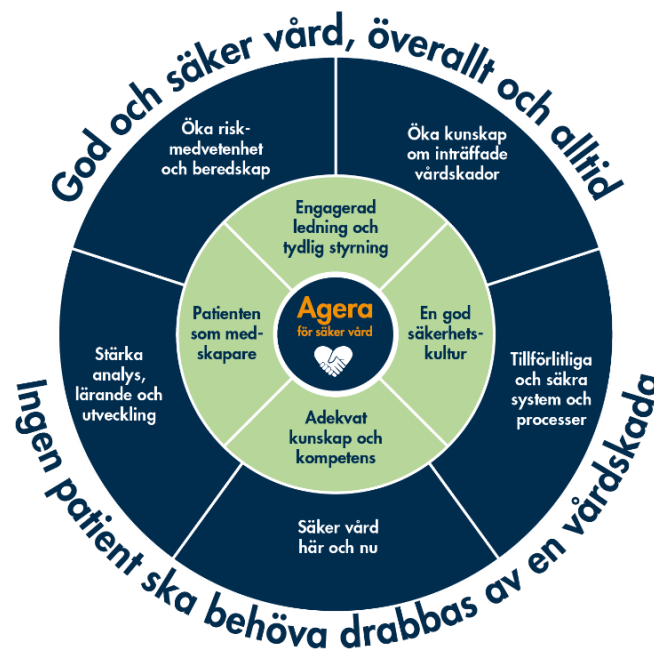 God och säker vård, överallt och alltid
Öka risk-
medvetenhet
och beredskap
Öka kunskap
om inträffade
vårdskador
Engagerad
ledning och
tydlig styrning
Patienten
som med-
skapare
Agera
för säker vård
En god
säkerhets-
kultur
Stärka
analys,
lärande och
utveckling
Tillförlitliga
och säkra
system och
processer
Adekvat
kunskap och
kompetens
Säker vård
här och nu
Ingen patient ska behöva drabbas av en vårdskada